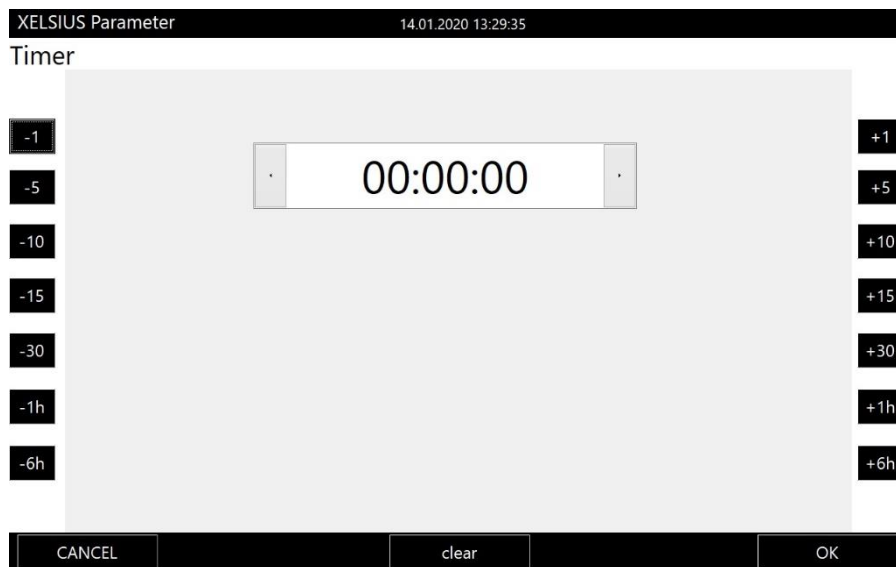 XELSIUS Parameter 14.01.2020 13:29:35
Timer
-1 +1
00:00:00
-5 +5
-10 +10
-15 +15
-30 +30
-1h +1h
-6h +6h
CANCEL clear OK